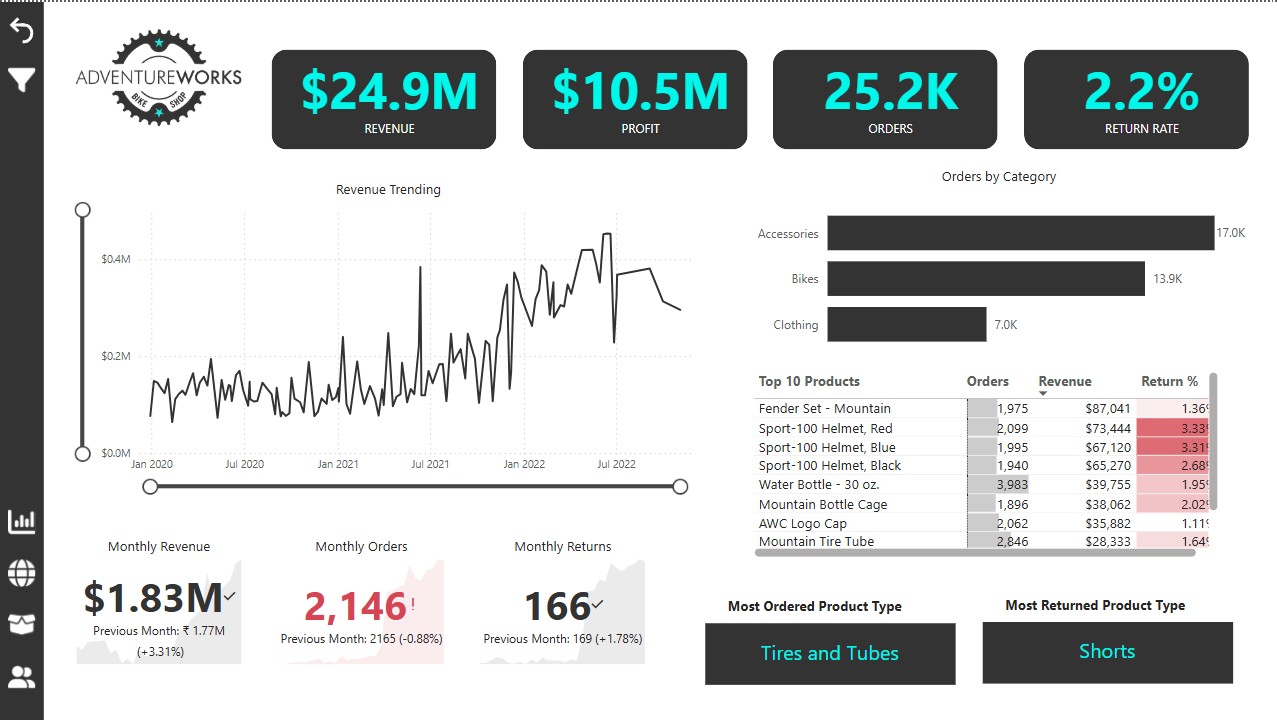 ADVENTUREWORKS
BIKE SHOP
$24.9M
REVENUE
$10.5M
PROFIT
25.2K
ORDERS
2.2%
RETURN RATE
Revenue Trending
$0.4M
$0.2M
$0.0M
Jan 2020 Jul 2020 Jan 2021 Jul 2021 Jan 2022 Jul 2022
Orders by Category
Accessories 17.0K
Bikes 13.9K
Clothing 7.0K
Top 10 Products Orders Revenue Return %
Fender Set - Mountain 1,975 $87,041 1.36%
Sport-100 Helmet, Red 2,099 $73,444 3.33%
Sport-100 Helmet, Blue 1,995 $67,120 3.31%
Sport-100 Helmet, Black 1,940 $65,270 2.68%
Water Bottle - 30 oz. 3,983 $39,755 1.95%
Mountain Bottle Cage 1,896 $38,062 2.02%
AWC Logo Cap 2,062 $35,882 1.11%
Mountain Tire Tube 2,846 $28,333 1.64%
Monthly Revenue
$1.83M
Previous Month: ₹ 1.77M
(+3.31%)
Monthly Orders
2,146!
Previous Month: 2165 (-0.88%)
Monthly Returns
166
Previous Month: 169 (+1.78%)
Most Ordered Product Type
Tires and Tubes
Most Returned Product Type
Shorts